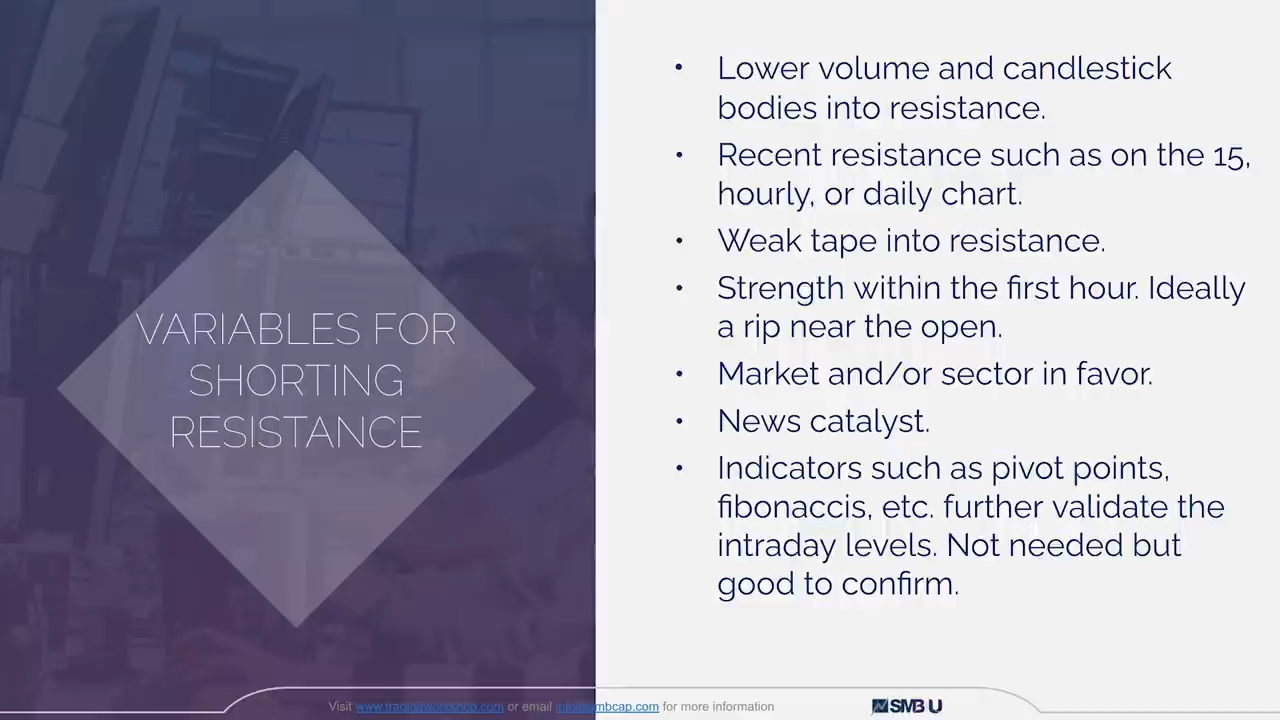 VARIABLES FOR
SHORTING
RESISTANCE
• Lower volume and candlestick
bodies into resistance.
• Recent resistance such as on the 15,
hourly, or daily chart.
• Weak tape into resistance.
• Strength within the first hour. Ideally
a rip near the open.
• Market and/or sector in favor.
• News catalyst.
• Indicators such as pivot points,
fibonaccis, etc. further validate the
intraday levels. Not needed but
good to confirm.
Visit www.tradingworkshop.com or email info@smbcap.com for more information
SMB U